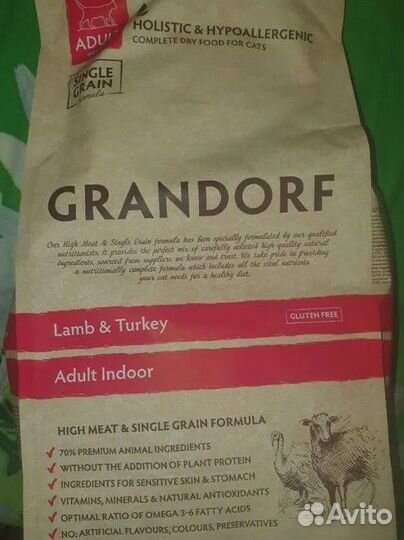 ADULT
HOLISTIC & HYPOALLERGENIC
COMPLETE DRY FOOD FOR CATS
SINGLE
GRAIN
formula
GRANDORF
Our High Meat & Single Grain formula has been specially formulated by our qualified
nutritionists. It provides the perfect mix of carefully selected high quality natural
ingredients, sourced from suppliers we know and trust. We take pride in providing
a nutritionally complete formula which includes all the vital nutrients
your cat needs for a healthy diet.
Lamb & Turkey
GLUTEN FREE
Adult Indoor
HIGH MEAT & SINGLE GRAIN FORMULA
✓ 70% PREMIUM ANIMAL INGREDIENTS
✓ WITHOUT THE ADDITION OF PLANT PROTEIN
✓ INGREDIENTS FOR SENSITIVE SKIN & STOMACH
✓ VITAMINS, MINERALS & NATURAL ANTIOXIDANTS
✓ OPTIMAL RATIO OF OMEGA 3-6 FATTY ACIDS
✓ NO: ARTIFICIAL FLAVOURS, COLOURS, PRESERVATIVES
Avito